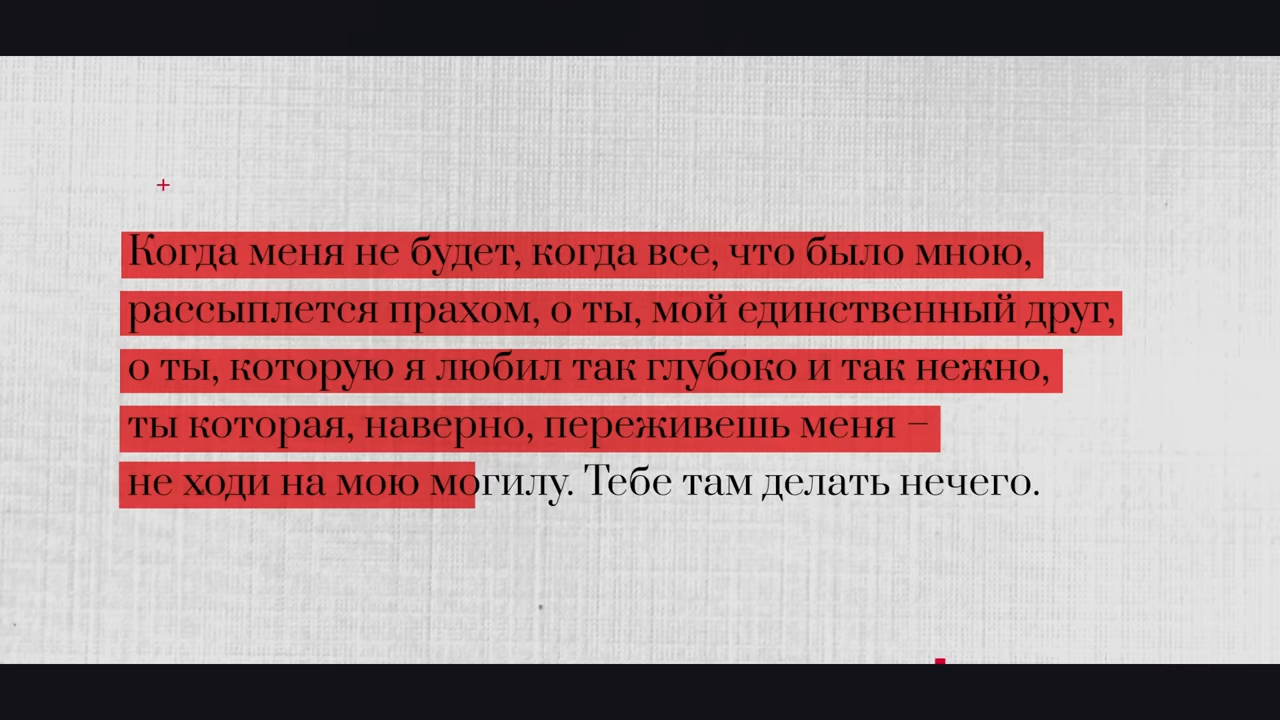 Когда меня не будет, когда все, что было мною,
рассыплется прахом, о ты, мой единственный друг,
о ты, которую я любил так глубоко и так нежно,
ты которая, наверно, переживешь меня –
не ходи на мою могилу. Тебе там делать нечего.